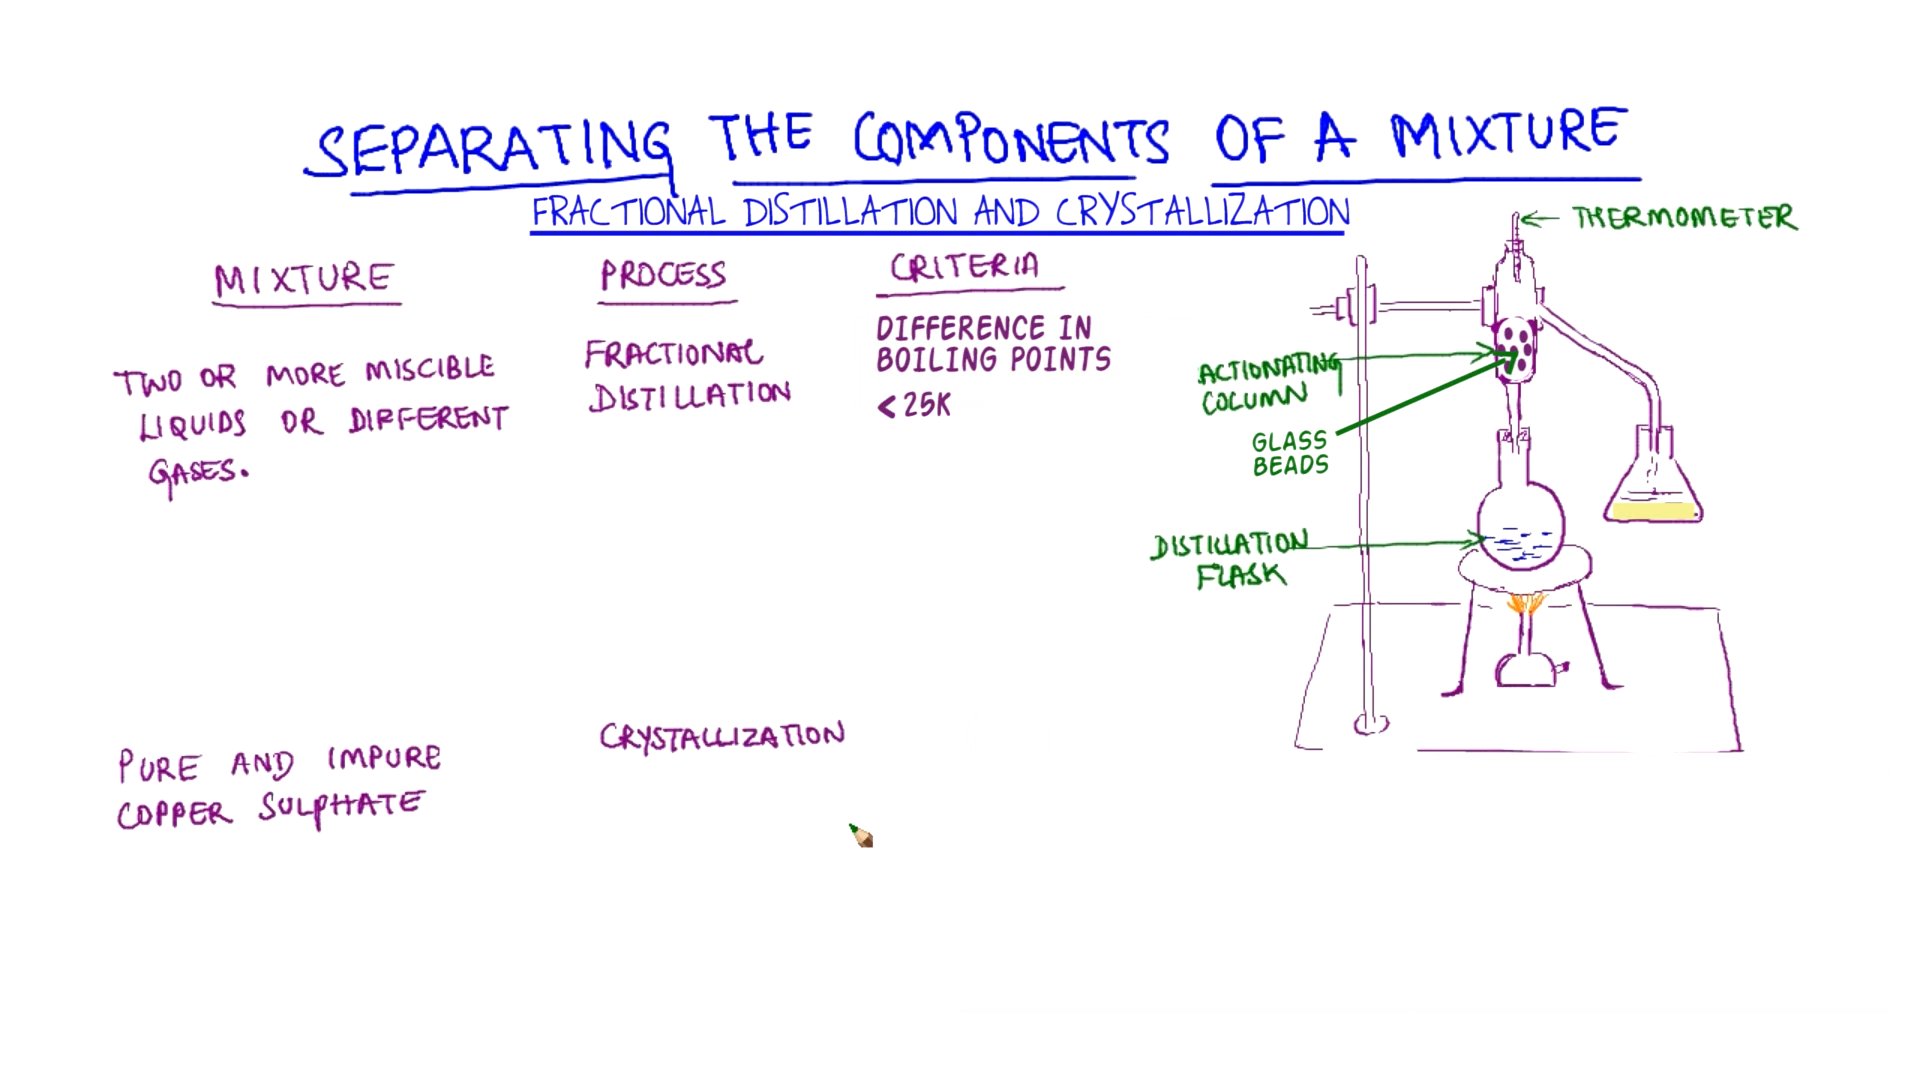 SEPARATING THE COMPONENTS OF A MIXTURE
FRACTIONAL DISTILLATION AND CRYSTALLIZATION
MIXTURE
PROCESS
CRITERIA
TWO OR MORE MISCIBLE
LIQUIDS OR DIFFERENT
GASES.
FRACTIONAL
DISTILLATION
DIFFERENCE IN
BOILING POINTS
< 25K
PURE AND IMPURE
COPPER SULPHATE
CRYSTALLIZATION
THERMOMETER
ACTIONATING
COLUMN
GLASS
BEADS
DISTILLATION
FLASK